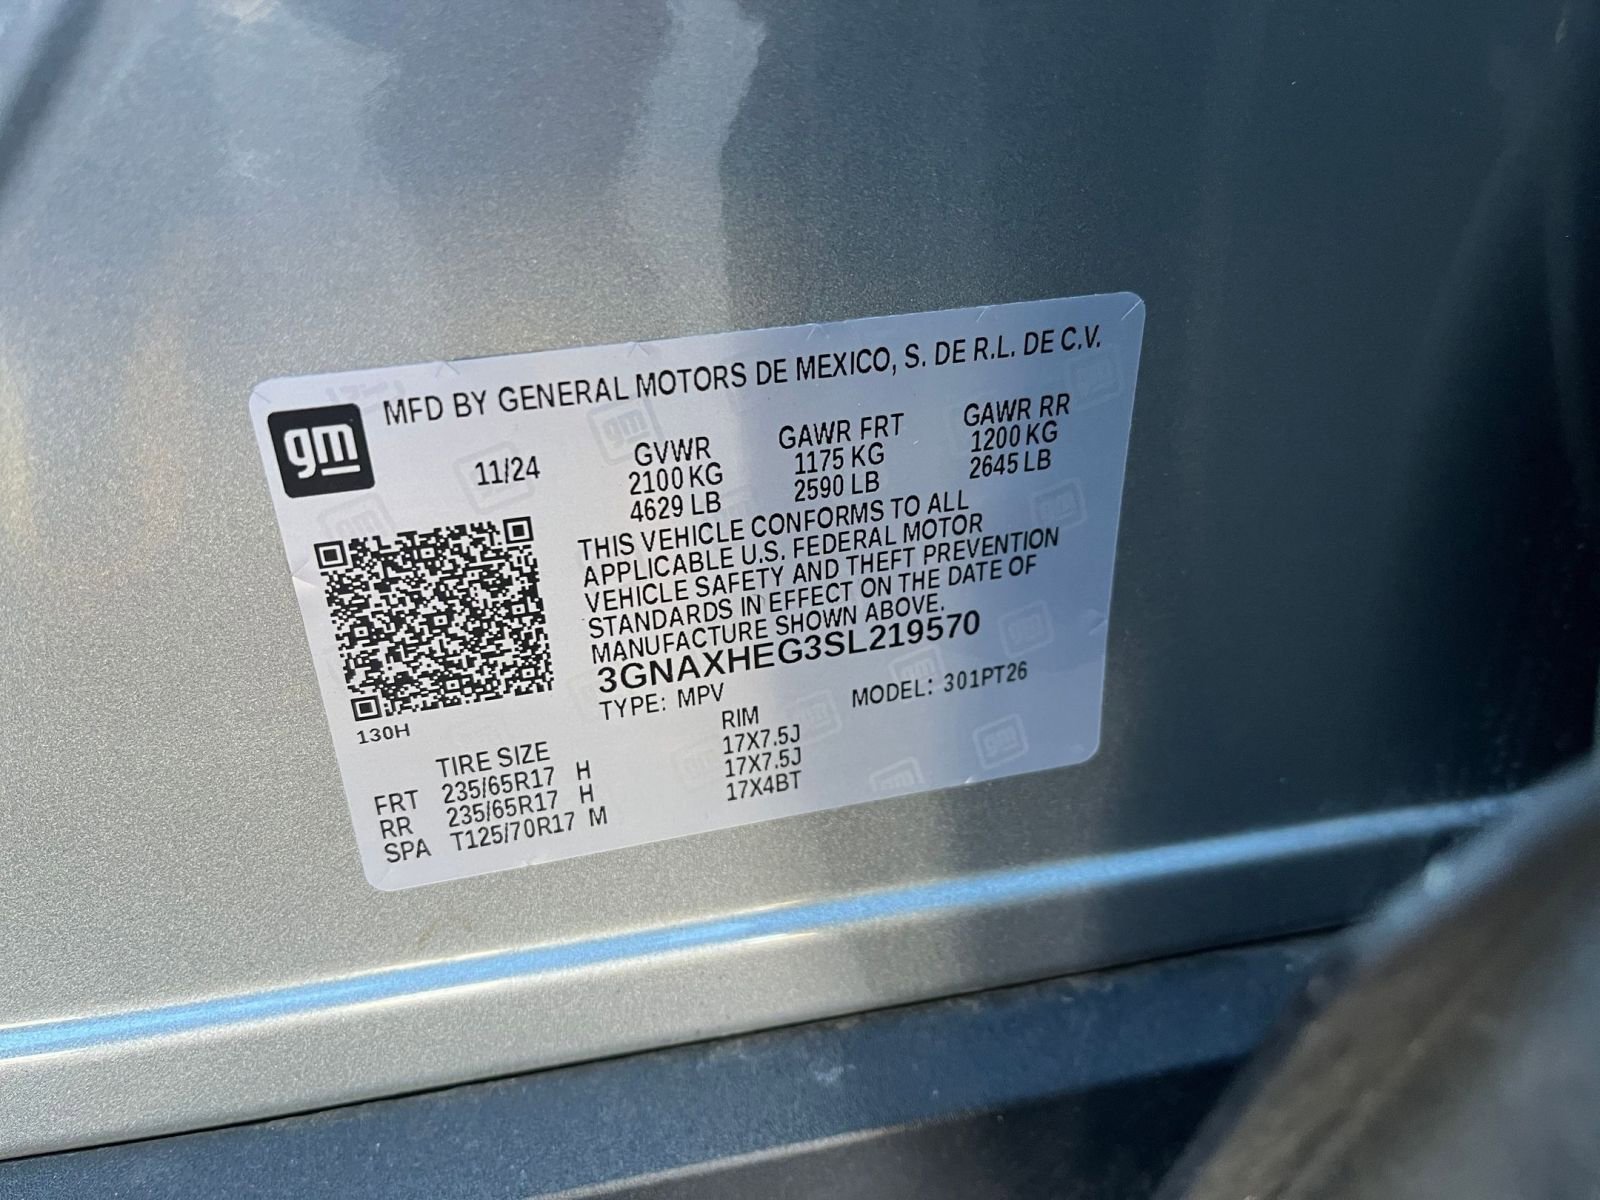 gm MFD BY GENERAL MOTORS DE MEXICO, S. DE R.L. DE C.V.
11/24 GVWR GAWR FRT GAWR RR
2100 KG 1175 KG 1200 KG
4629 LB 2590 LB 2645 LB
THIS VEHICLE CONFORMS TO ALL
APPLICABLE U.S. FEDERAL MOTOR
VEHICLE SAFETY AND THEFT PREVENTION
STANDARDS IN EFFECT ON THE DATE OF
MANUFACTURE SHOWN ABOVE.
3GNAXHEG3SL219570
TYPE: MPV MODEL: 301PT26
130H
TIRE SIZE RIM
FRT 235/65R17 H 17X7.5J
RR 235/65R17 H 17X7.5J
SPA T125/70R17 M 17X4BT